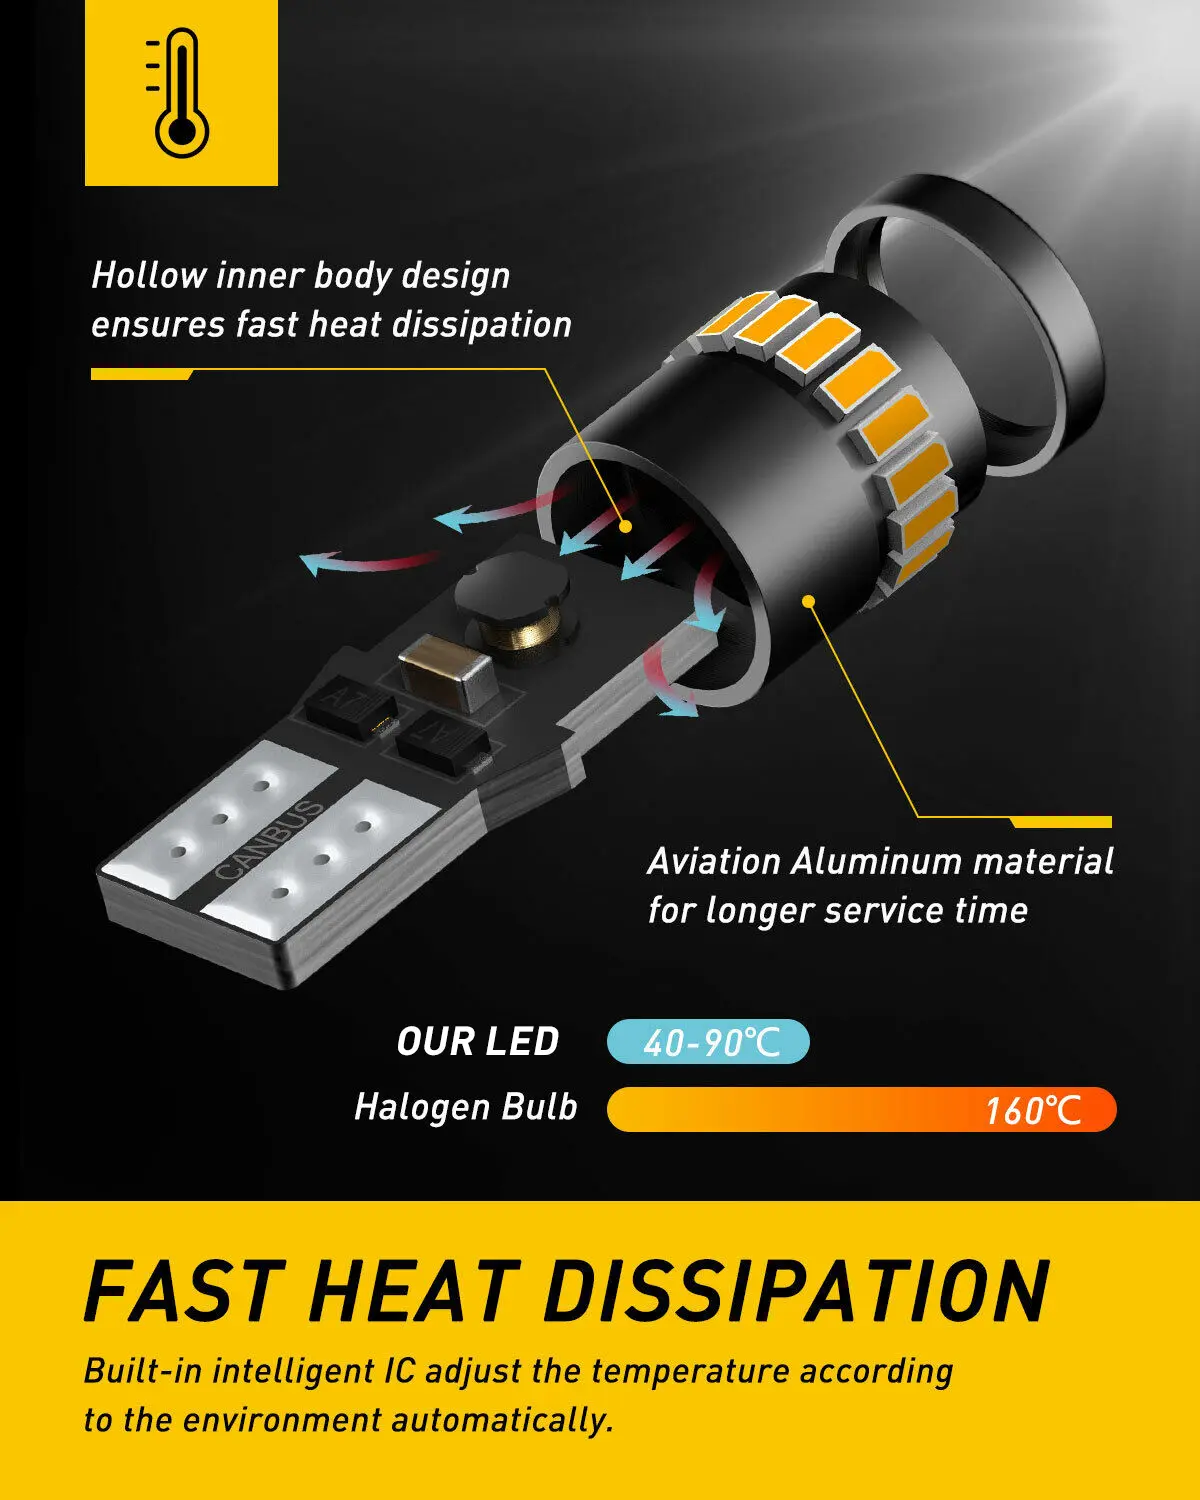 Hollow inner body design
ensures fast heat dissipation
A7
CANBUS
Aviation Aluminum material
for longer service time
OUR LED 40-90℃
Halogen Bulb 160℃
FAST HEAT DISSIPATION
Built-in intelligent IC adjust the temperature according
to the environment automatically.